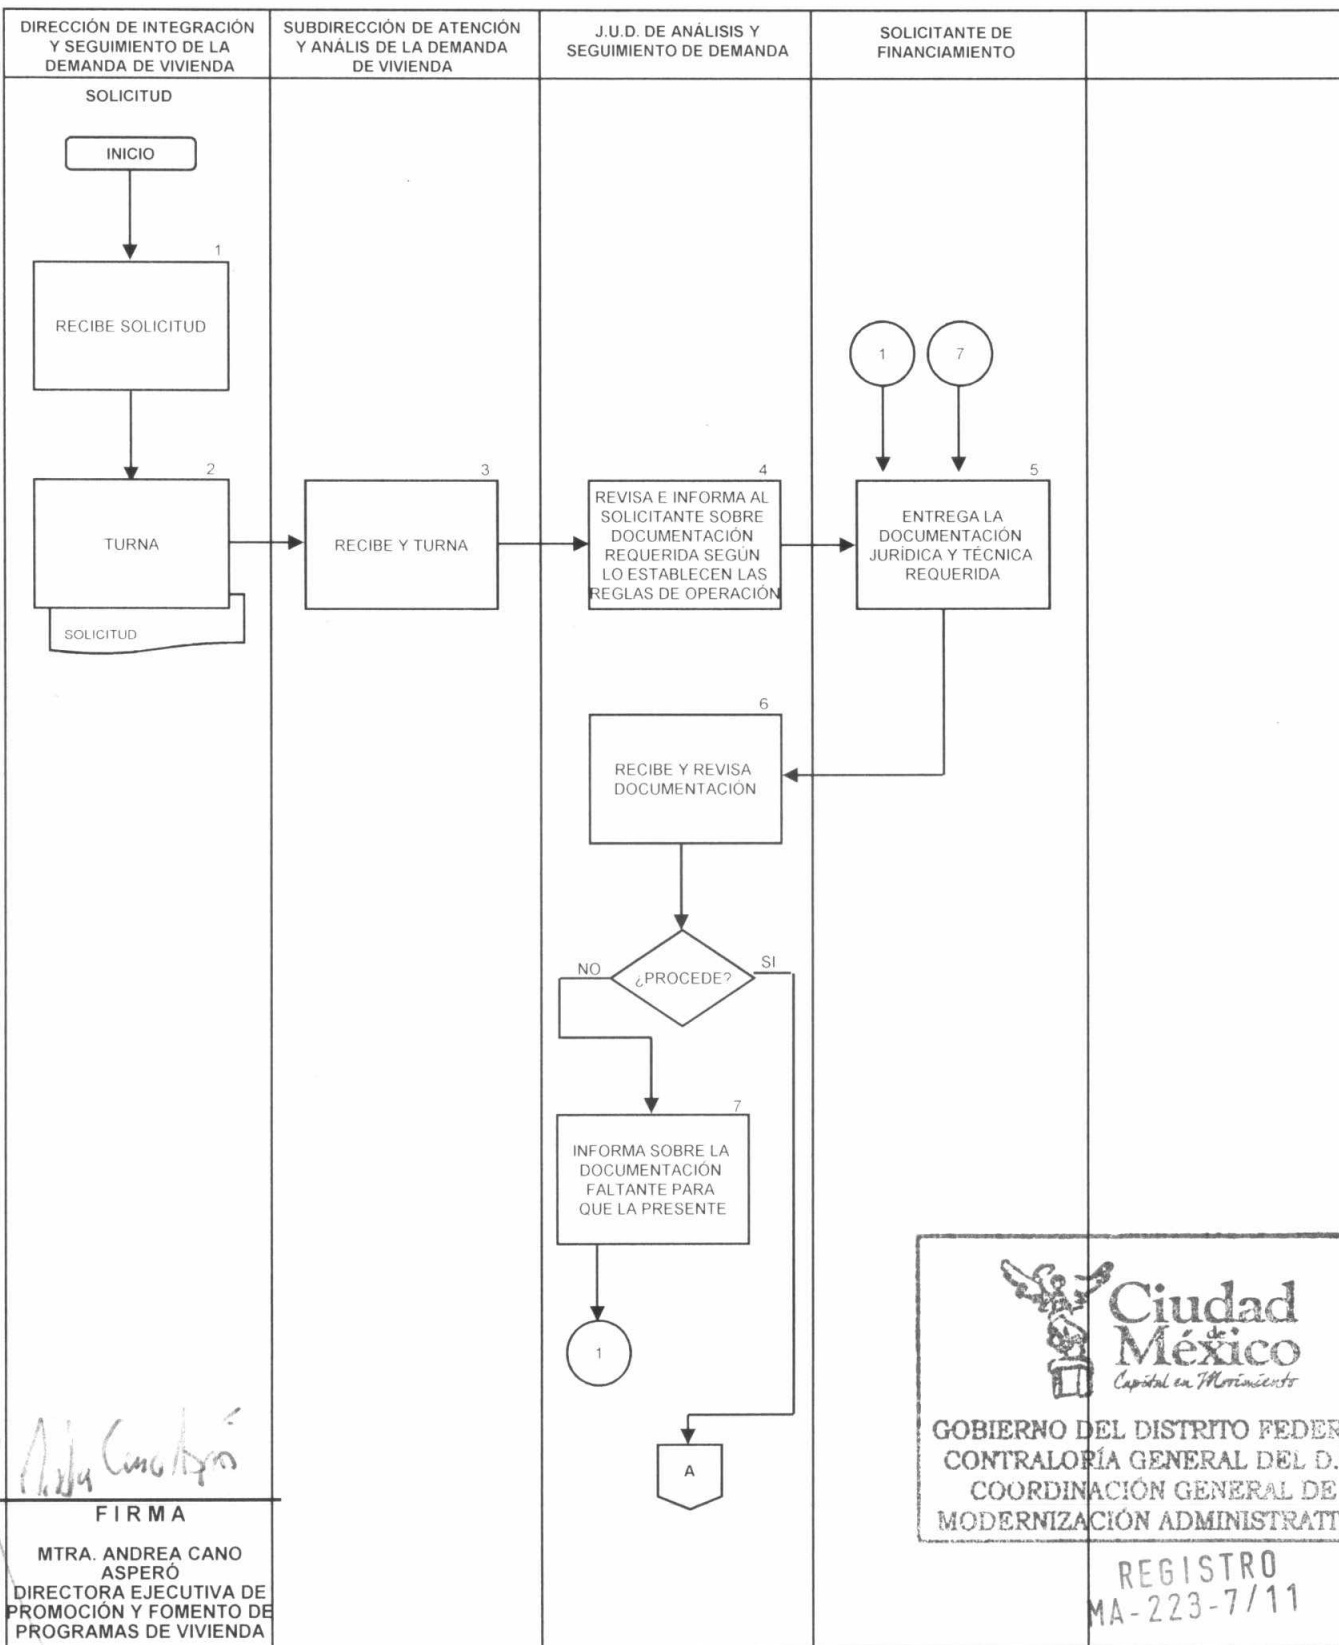 DIRECCIÓN DE INTEGRACIÓN
Y SEGUIMIENTO DE LA
DEMANDA DE VIVIENDA
SUBDIRECCIÓN DE ATENCIÓN
Y ANÁLIS DE LA DEMANDA
DE VIVIENDA
J.U.D. DE ANÁLISIS Y
SEGUIMIENTO DE DEMANDA
SOLICITANTE DE
FINANCIAMIENTO
SOLICITUD
INICIO
1
RECIBE SOLICITUD
2
TURNA
SOLICITUD
3
RECIBE Y TURNA
4
REVISA E INFORMA AL
SOLICITANTE SOBRE
DOCUMENTACIÓN
REQUERIDA SEGÚN
LO ESTABLECEN LAS
REGLAS DE OPERACIÓN
1
7
5
ENTREGA LA
DOCUMENTACIÓN
JURÍDICA Y TÉCNICA
REQUERIDA
6
RECIBE Y REVISA
DOCUMENTACIÓN
¿PROCEDE?
NO
SI
7
INFORMA SOBRE LA
DOCUMENTACIÓN
FALTANTE PARA
QUE LA PRESENTE
1
A
FIRMA
MTRA. ANDREA CANO
ASPERÓ
DIRECTORA EJECUTIVA DE
PROMOCIÓN Y FOMENTO DE
PROGRAMAS DE VIVIENDA
Ciudad
de
México
Capital en Movimiento
GOBIERNO DEL DISTRITO FEDER
CONTRALORÍA GENERAL DEL D.
COORDINACIÓN GENERAL DE
MODERNIZACIÓN ADMINISTRATI
REGISTRO
MA-223-7/11